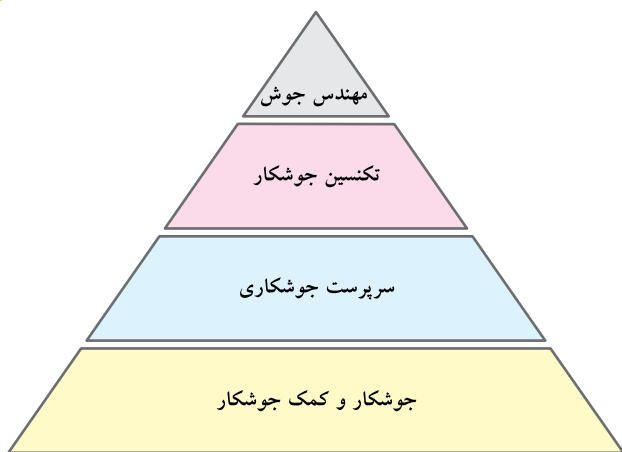 مهندس جوش
تکنسین جوشکار
سرپرست جوشکاری
جوشکار و کمک جوشکار